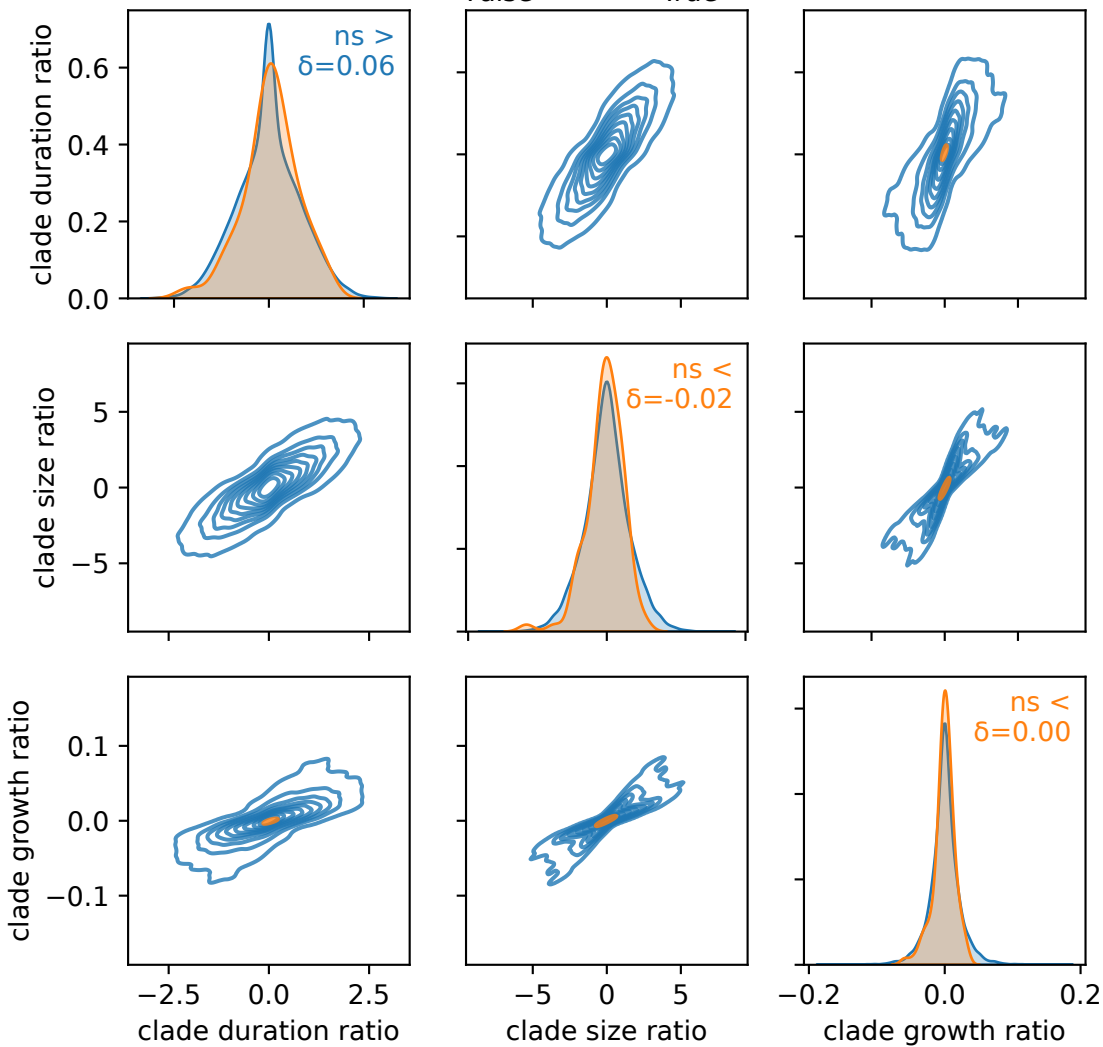 ns >
δ=0.06
clade duration ratio
0.6
0.4
0.2
0.0
ns <
δ=-0.02
clade size ratio
5
0
−5
ns <
δ=0.00
clade growth ratio
0.1
0.0
−0.1
−2.5 0.0 2.5
−5 0 5
−0.2 0.0 0.2
clade duration ratio
clade size ratio
clade growth ratio